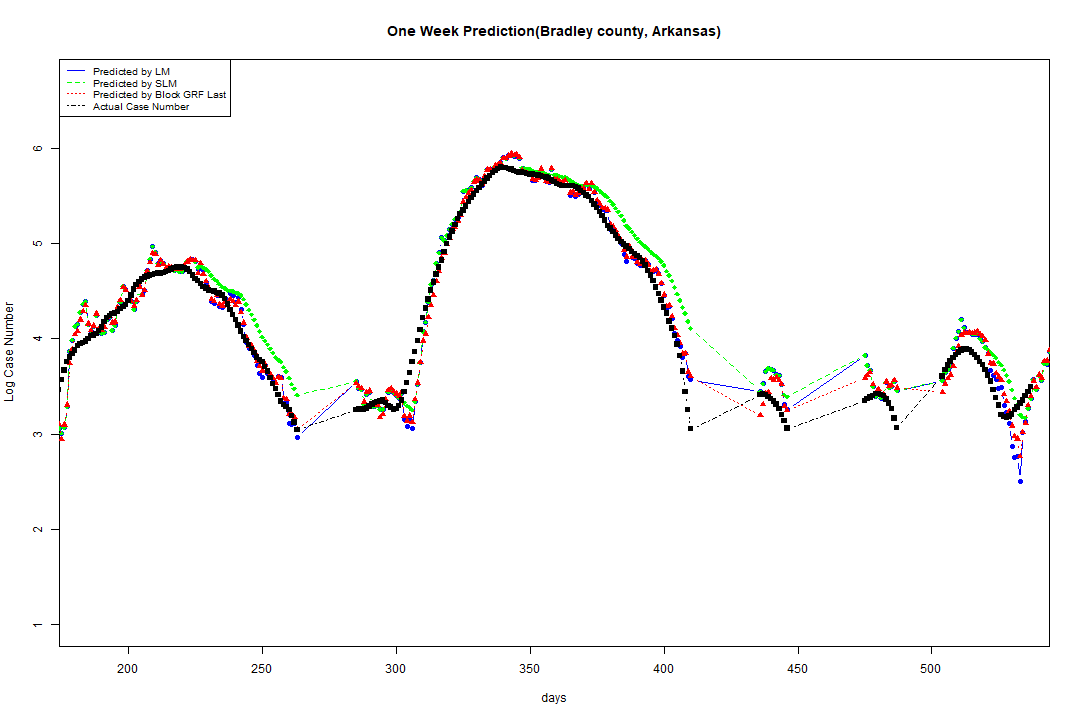 One Week Prediction(Bradley county, Arkansas)
Predicted by LM
Predicted by SLM
Predicted by Block GRF Last
Actual Case Number
Log Case Number
6
5
4
3
2
1
200 250 300 350 400 450 500
days